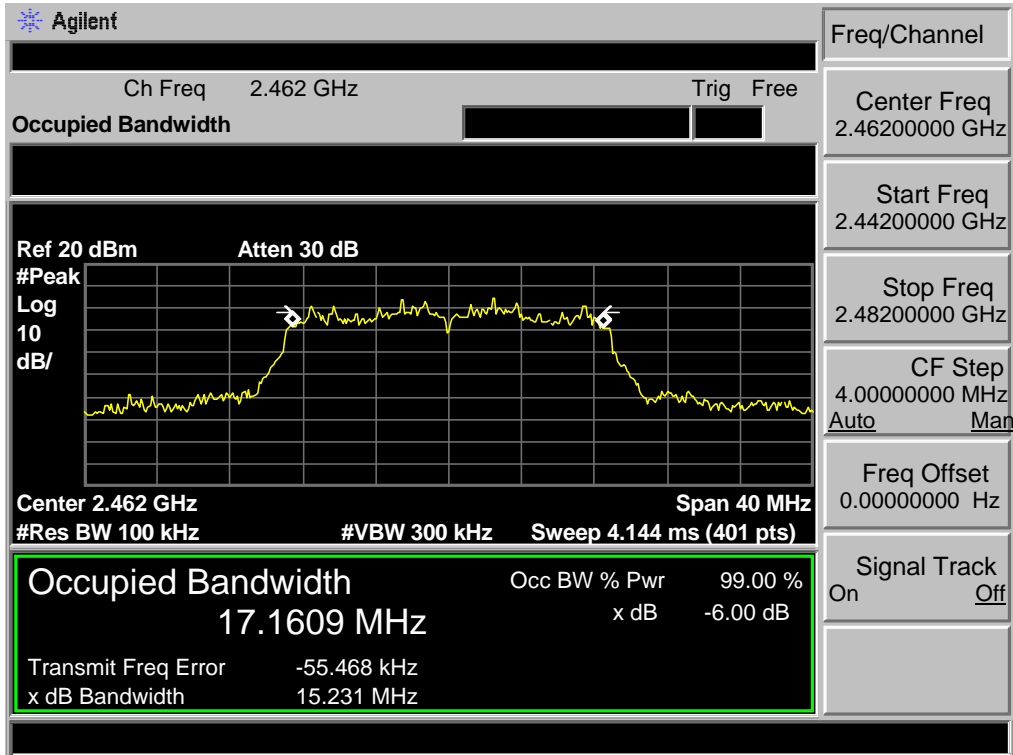 Agilent
Freq/Channel
Ch Freq 2.462 GHz Trig Free
Occupied Bandwidth
Center Freq
2.46200000 GHz
Start Freq
2.44200000 GHz
Stop Freq
2.48200000 GHz
CF Step
4.00000000 MHz
Auto Man
Freq Offset
0.00000000 Hz
Signal Track
On Off
Ref 20 dBm Atten 30 dB
#Peak
Log
10
dB/
Center 2.462 GHz Span 40 MHz
#Res BW 100 kHz #VBW 300 kHz Sweep 4.144 ms (401 pts)
Occupied Bandwidth Occ BW % Pwr 99.00 %
17.1609 MHz x dB -6.00 dB
Transmit Freq Error -55.468 kHz
x dB Bandwidth 15.231 MHz